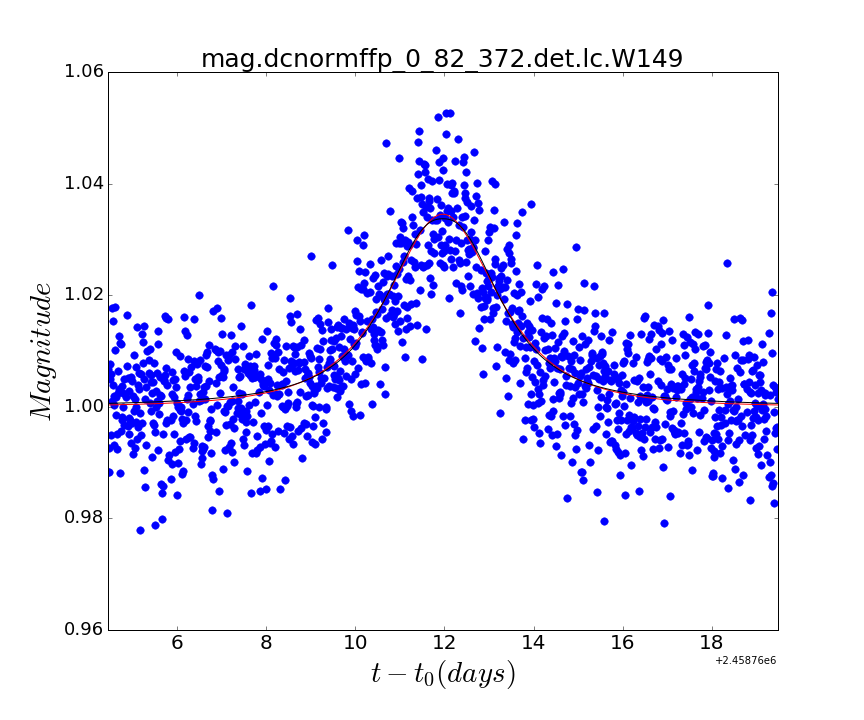 mag.dcnormffp_0_82_372.det.lc.W149
1.06
1.04
1.02
1.00
0.98
0.96
Magnitude
6 8 10 12 14 16 18
+2.45876e6
t − t₀(days)